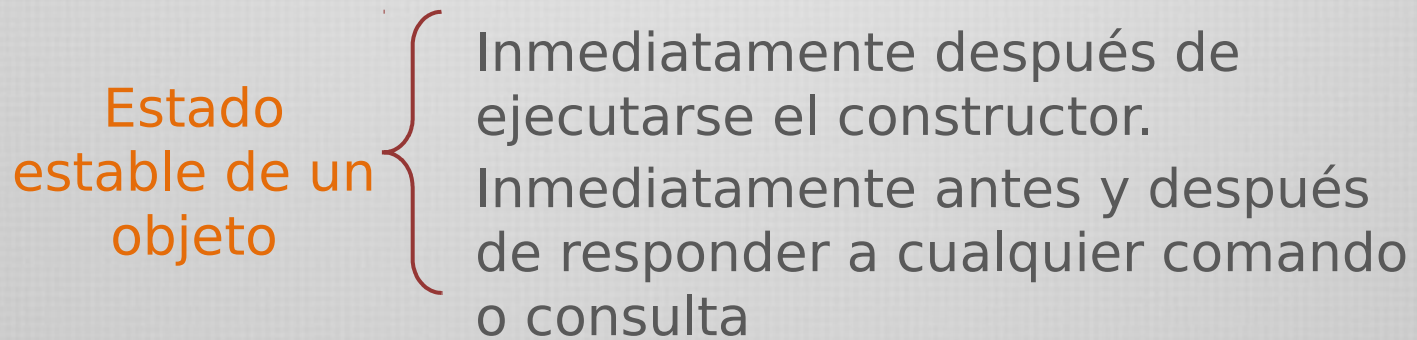 Estado
estable de un
objeto
Inmediatamente después de
ejecutarse el constructor.
Inmediatamente antes y después
de responder a cualquier comando
o consulta